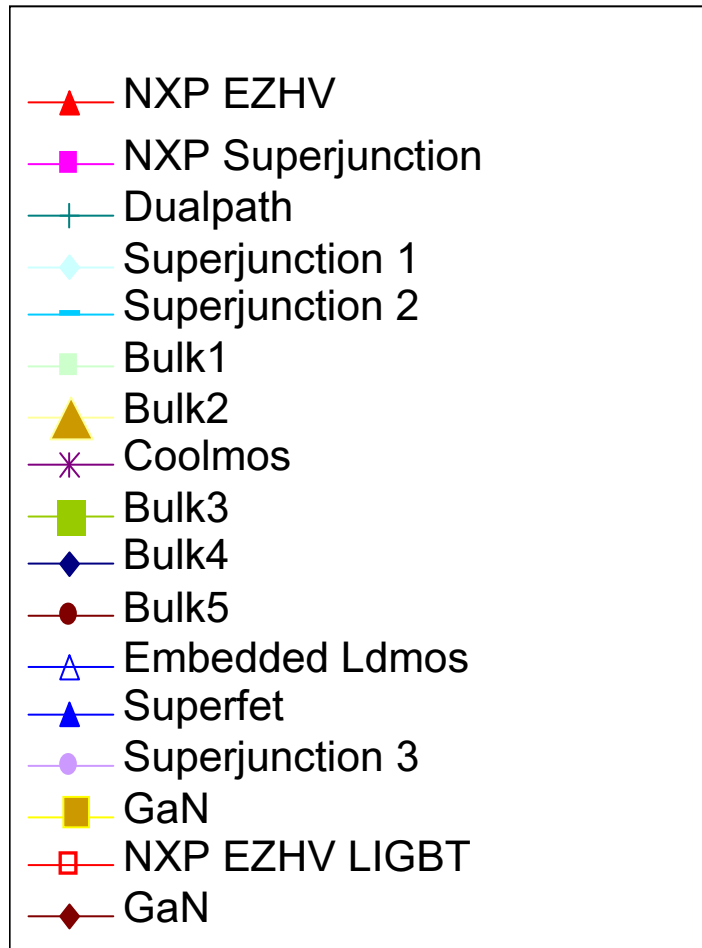 NXP EZHV
NXP Superjunction
Dualpath
Superjunction 1
Superjunction 2
Bulk1
Bulk2
Coolmos
Bulk3
Bulk4
Bulk5
Embedded Ldmos
Superfet
Superjunction 3
GaN
NXP EZHV LIGBT
GaN